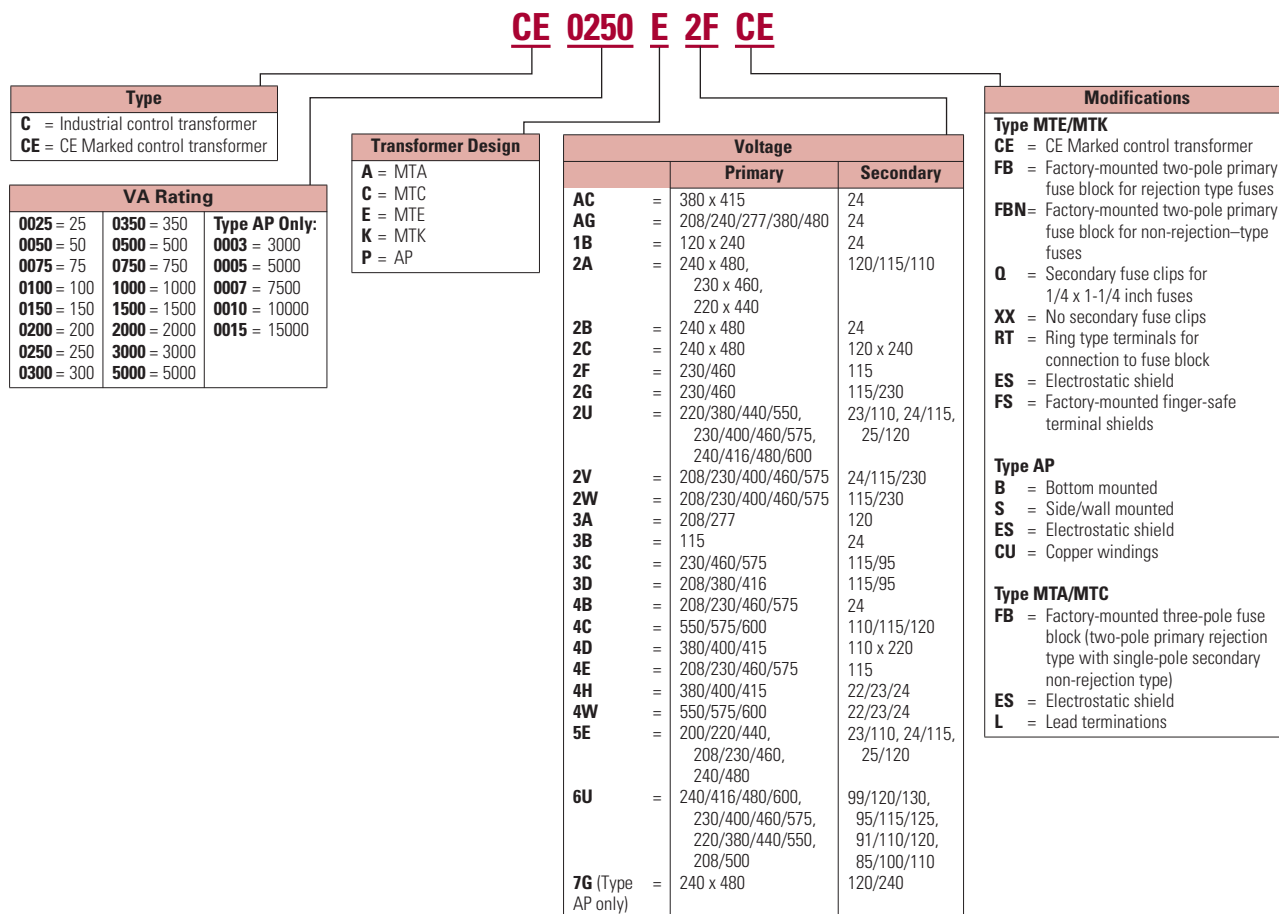 CE 0250 E 2F CE
Type
C = Industrial control transformer
CE = CE Marked control transformer
VA Rating
0025 = 25
0050 = 50
0075 = 75
0100 = 100
0150 = 150
0200 = 200
0250 = 250
0300 = 300
0350 = 350
0500 = 500
0750 = 750
1000 = 1000
1500 = 1500
2000 = 2000
3000 = 3000
5000 = 5000
Type AP Only:
0003 = 3000
0005 = 5000
0007 = 7500
0010 = 10000
0015 = 15000
Transformer Design
A = MTA
C = MTC
E = MTE
K = MTK
P = AP
Voltage
Primary Secondary
AC = 380 x 415 24
AG = 208/240/277/380/480 24
1B = 120 x 240 24
2A = 240 x 480, 120/115/110
230 x 460,
220 x 440
2B = 240 x 480 24
2C = 240 x 480 120 x 240
2F = 230/460 115
2G = 230/460 115/230
2U = 220/380/440/550, 23/110, 24/115,
230/400/460/575, 25/120
240/416/480/600
2V = 208/230/400/460/575 24/115/230
2W = 208/230/400/460/575 115/230
3A = 208/277 120
3B = 115 24
3C = 230/460/575 115/95
3D = 208/380/416 115/95
4B = 208/230/460/575 24
4C = 550/575/600 110/115/120
4D = 380/400/415 110 x 220
4E = 208/230/460/575 115
4H = 380/400/415 22/23/24
4W = 550/575/600 22/23/24
5E = 200/220/440, 23/110, 24/115,
208/230/460, 25/120
240/480
6U = 240/416/480/600, 99/120/130,
230/400/460/575, 95/115/125,
220/380/440/550, 91/110/120,
208/500 85/100/110
7G (Type = 240 x 480 120/240
AP only)
Modifications
Type MTE/MTK
CE = CE Marked control transformer
FB = Factory-mounted two-pole primary
fuse block for rejection type fuses
FBN= Factory-mounted two-pole primary
fuse block for non-rejection–type
fuses
Q = Secondary fuse clips for
1/4 x 1-1/4 inch fuses
XX = No secondary fuse clips
RT = Ring type terminals for
connection to fuse block
ES = Electrostatic shield
FS = Factory-mounted finger-safe
terminal shields
Type AP
B = Bottom mounted
S = Side/wall mounted
ES = Electrostatic shield
CU = Copper windings
Type MTA/MTC
FB = Factory-mounted three-pole fuse
block (two-pole primary rejection
type with single-pole secondary
non-rejection type)
ES = Electrostatic shield
L = Lead terminations